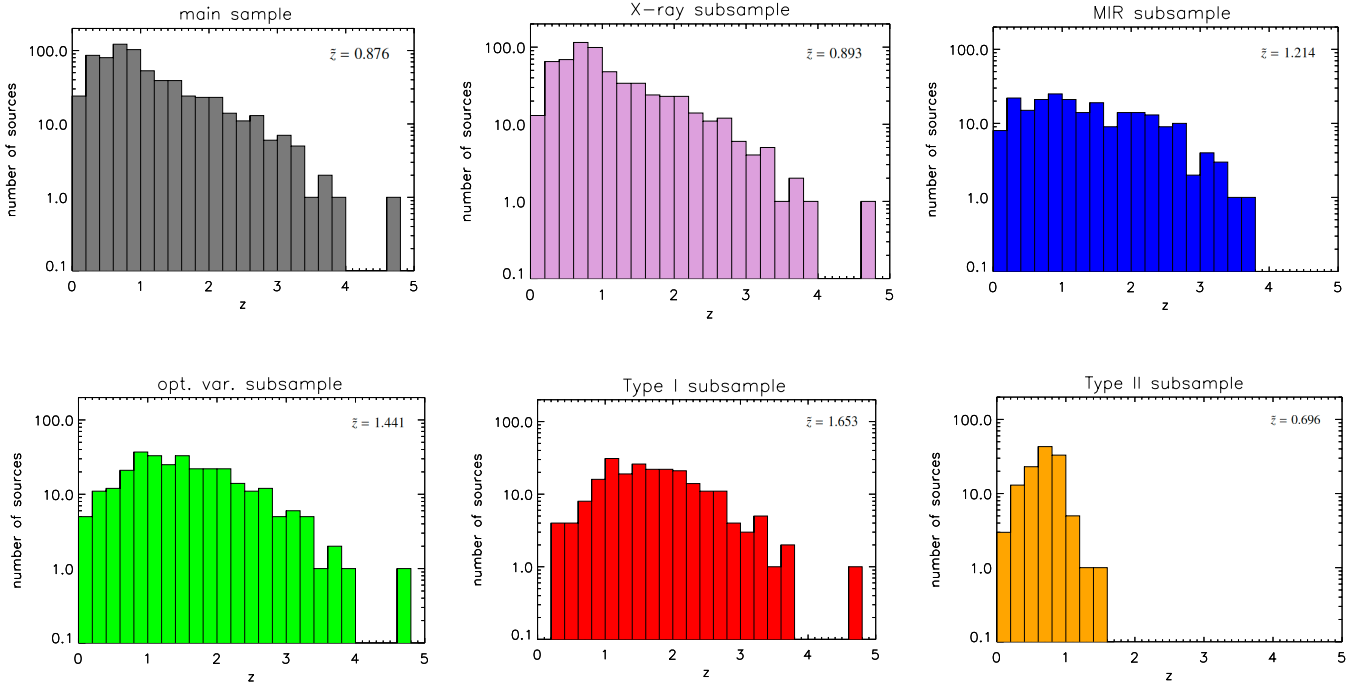 main sample
z̄ = 0.876
number of sources
100.0
10.0
1.0
0.1
0 1 2 3 4 5
z
X-ray subsample
z̄ = 0.893
number of sources
100.0
10.0
1.0
0.1
0 1 2 3 4 5
z
MIR subsample
z̄ = 1.214
number of sources
100.0
10.0
1.0
0.1
0 1 2 3 4 5
z
opt. var. subsample
z̄ = 1.441
number of sources
100.0
10.0
1.0
0.1
0 1 2 3 4 5
z
Type I subsample
z̄ = 1.653
number of sources
100.0
10.0
1.0
0.1
0 1 2 3 4 5
z
Type II subsample
z̄ = 0.696
number of sources
100.0
10.0
1.0
0.1
0 1 2 3 4 5
z